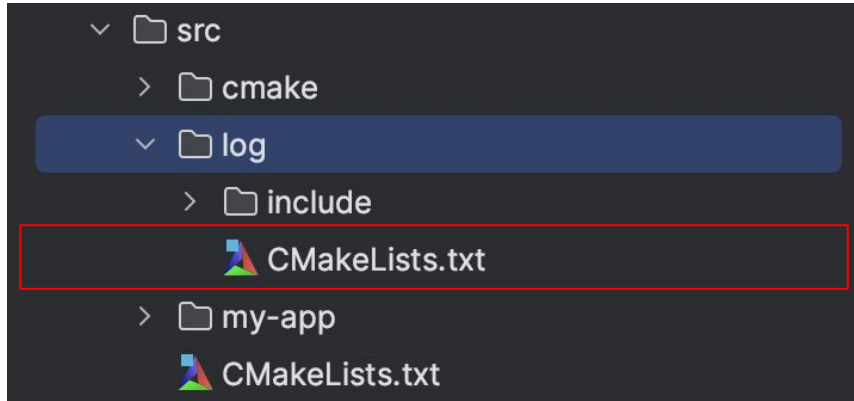 src
cmake
log
include
CMakeLists.txt
my-app
CMakeLists.txt